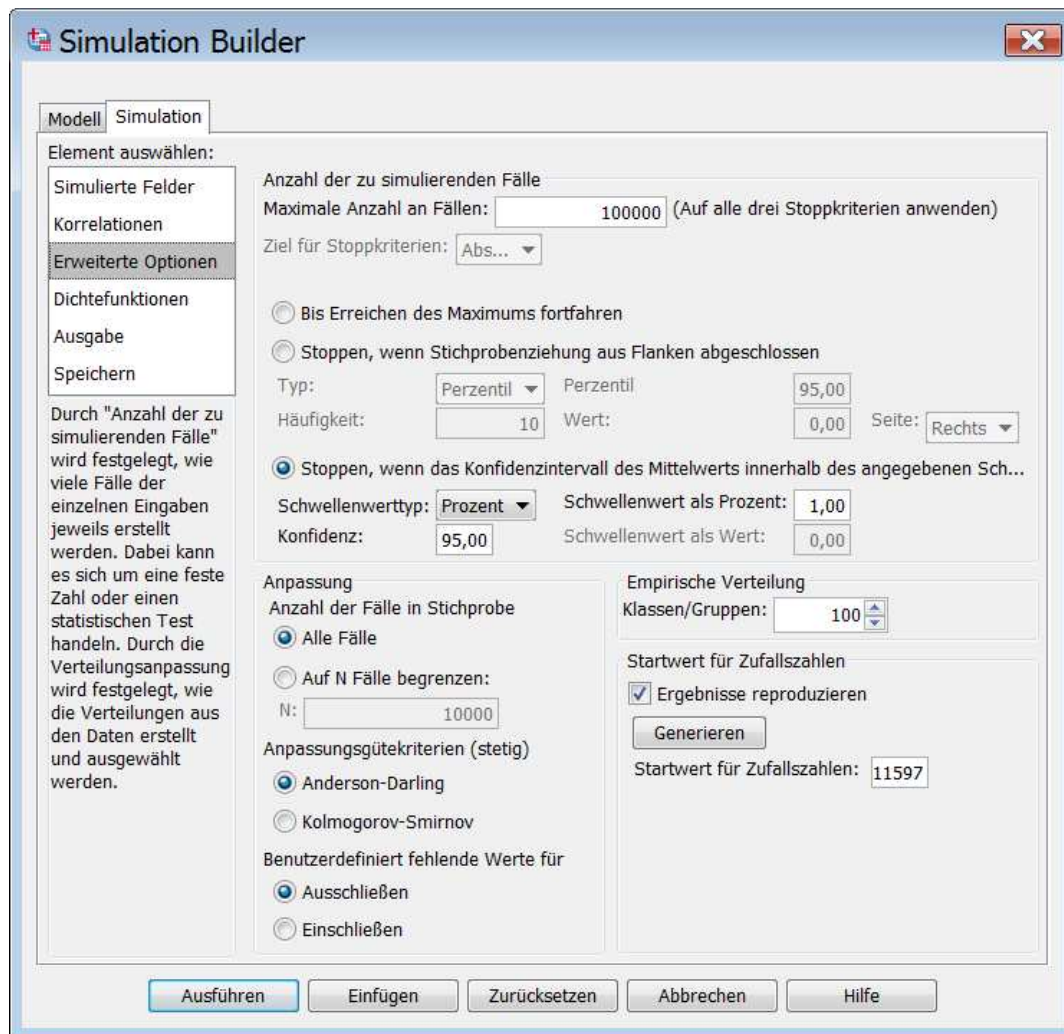 Simulation Builder
Modell
Simulation
Element auswählen:
Simulierte Felder
Korrelationen
Erweiterte Optionen
Dichtefunktionen
Ausgabe
Speichern
Durch "Anzahl der zu
simulierenden Fälle"
wird festgelegt, wie
viele Fälle der
einzelnen Eingaben
jeweils erstellt
werden. Dabei kann
es sich um eine feste
Zahl oder einen
statistischen Test
handeln. Durch die
Verteilungsanpassung
wird festgelegt, wie
die Verteilungen aus
den Daten erstellt
und ausgewählt
werden.
Anzahl der zu simulierenden Fälle
Maximale Anzahl an Fällen: 100000 (Auf alle drei Stoppkriterien anwenden)
Ziel für Stoppkriterien: Abs...
Bis Erreichen des Maximums fortfahren
Stoppen, wenn Stichprobenziehung aus Flanken abgeschlossen
Typ: Perzentil Perzentil 95,00
Häufigkeit: 10 Wert: 0,00 Seite: Rechts
Stoppen, wenn das Konfidenzintervall des Mittelwerts innerhalb des angegebenen Sch...
Schwellenwerttyp: Prozent Schwellenwert als Prozent: 1,00
Konfidenz: 95,00 Schwellenwert als Wert: 0,00
Anpassung
Anzahl der Fälle in Stichprobe
Alle Fälle
Auf N Fälle begrenzen:
N: 10000
Anpassungsgütekriterien (stetig)
Anderson-Darling
Kolmogorov-Smirnov
Benutzerdefiniert fehlende Werte für
Ausschließen
Einschließen
Empirische Verteilung
Klassen/Gruppen: 100
Startwert für Zufallszahlen
Ergebnisse reproduzieren
Generieren
Startwert für Zufallszahlen: 11597
Ausführen
Einfügen
Zurücksetzen
Abbrechen
Hilfe